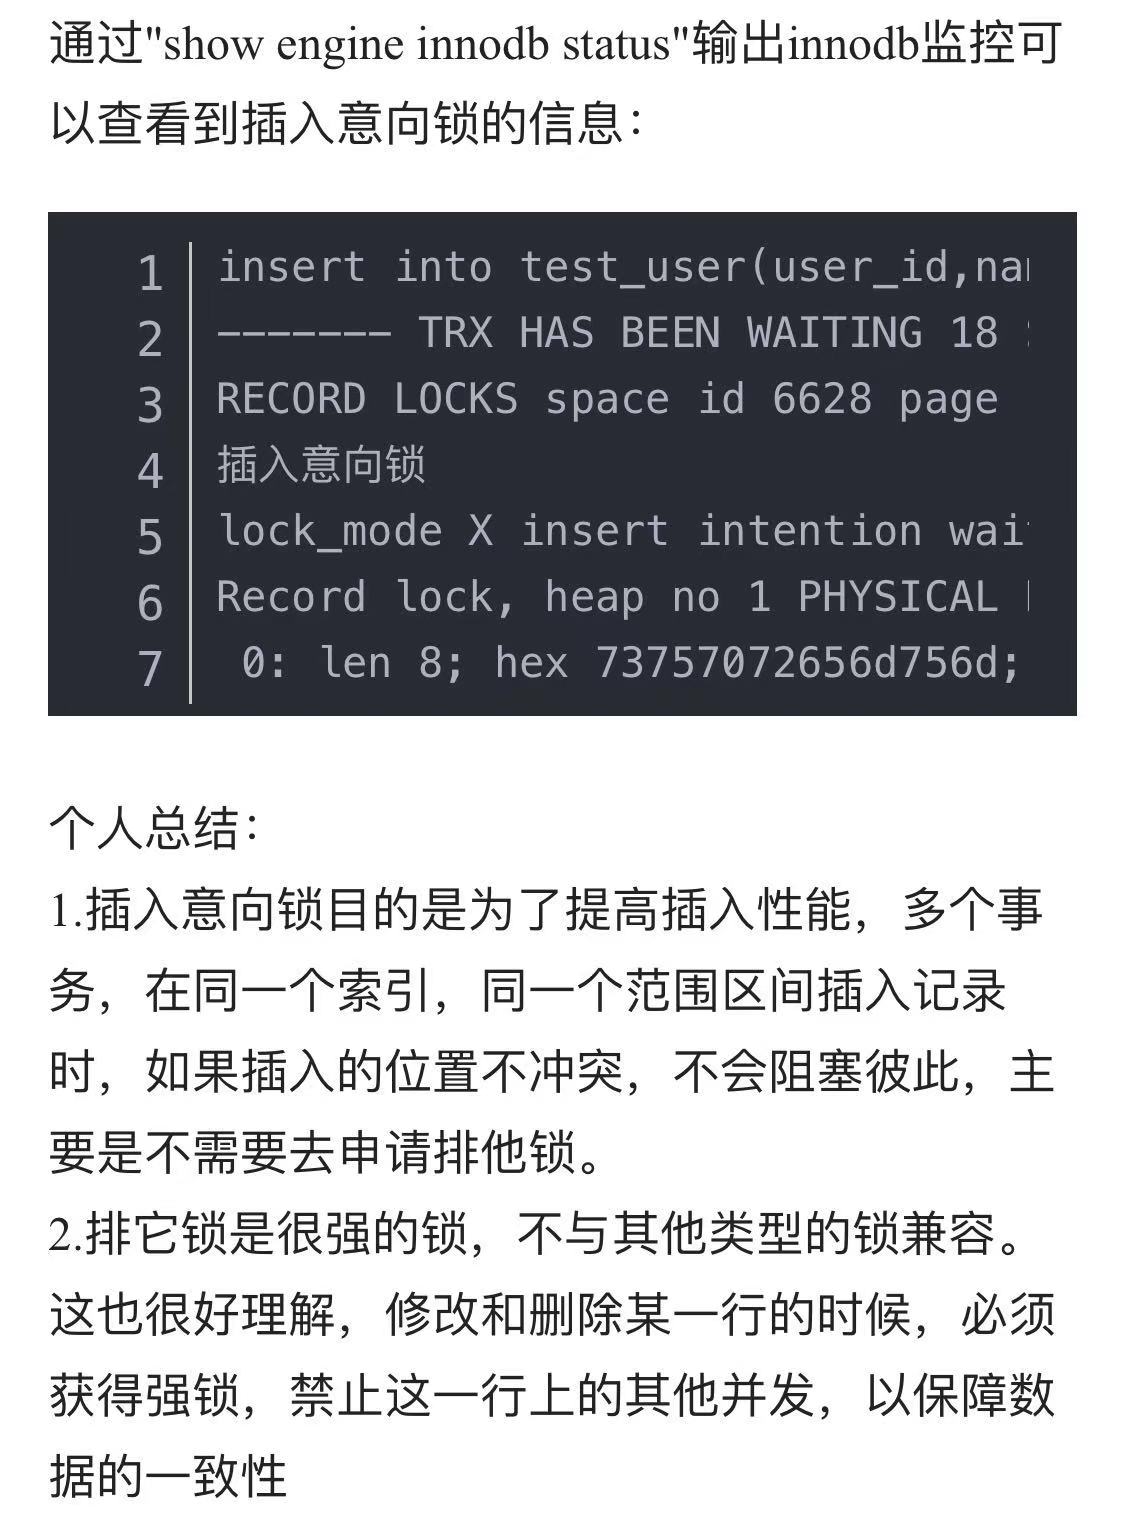 通过"show engine innodb status"输出innodb监控可
以查看到插入意向锁的信息：
1 insert into test_user(user_id,na
2 ------- TRX HAS BEEN WAITING 18
3 RECORD LOCKS space id 6628 page
4 插入意向锁
5 lock_mode X insert intention wai
6 Record lock, heap no 1 PHYSICAL
7 0: len 8; hex 73757072656d756d;
个人总结：
1.插入意向锁目的是为了提高插入性能，多个事
务，在同一个索引，同一个范围区间插入记录
时，如果插入的位置不冲突，不会阻塞彼此，主
要是不需要去申请排他锁。
2.排它锁是很强的锁，不与其他类型的锁兼容。
这也很好理解，修改和删除某一行的时候，必须
获得强锁，禁止这一行上的其他并发，以保障数
据的一致性